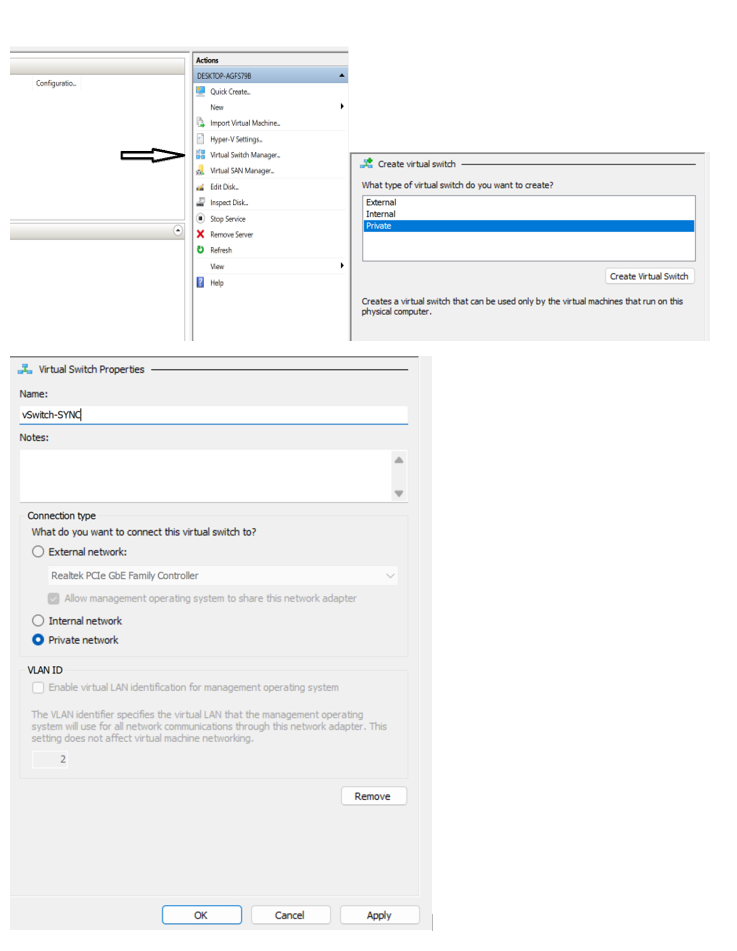 Actions
DESKTOP-AGFS79B
Configuratio...
Quick Create...
New
Import Virtual Machine...
Hyper-V Settings...
Virtual Switch Manager...
Virtual SAN Manager...
Edit Disk...
Inspect Disk...
Stop Service
Remove Server
Refresh
View
Help
Create virtual switch
What type of virtual switch do you want to create?
External
Internal
Private
Create Virtual Switch
Creates a virtual switch that can be used only by the virtual machines that run on this
physical computer.
Virtual Switch Properties
Name:
vSwitch-SYNC
Notes:
Connection type
What do you want to connect this virtual switch to?
External network:
Realtek PCIe GbE Family Controller
Allow management operating system to share this network adapter
Internal network
Private network
VLAN ID
Enable virtual LAN identification for management operating system
The VLAN identifier specifies the virtual LAN that the management operating
system will use for all network communications through this network adapter. This
setting does not affect virtual machine networking.
2
Remove
OK
Cancel
Apply